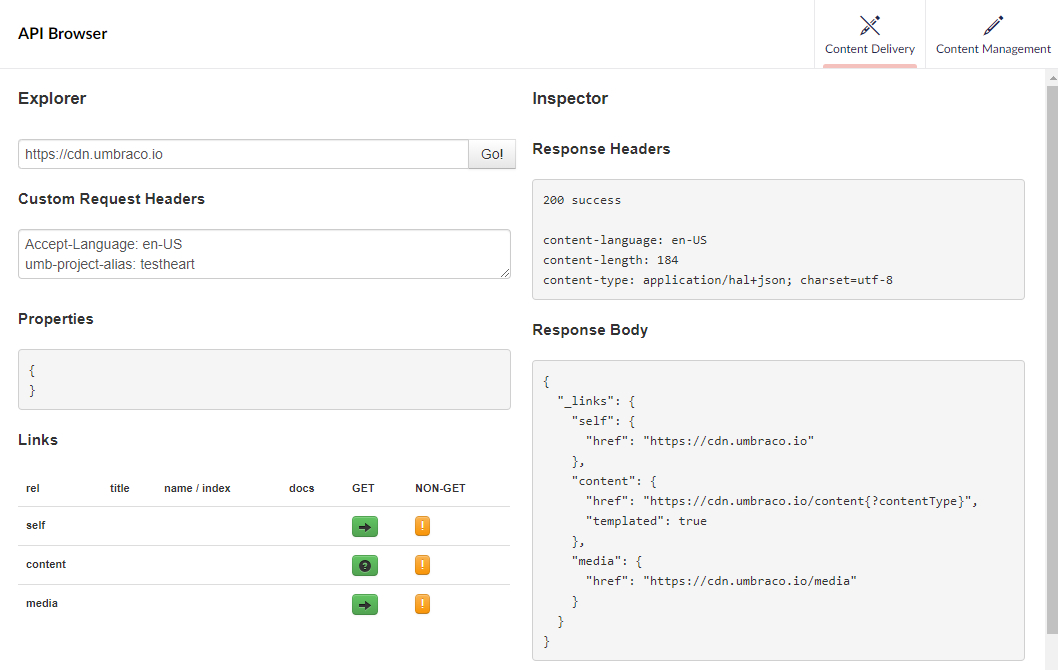 API Browser
Content Delivery
Content Management
Explorer
https://cdn.umbraco.io
Go!
Custom Request Headers
Accept-Language: en-US
umb-project-alias: testheart
Properties
{
}
Links
rel title name / index docs GET NON-GET
self
content
media
Inspector
Response Headers
200 success
content-language: en-US
content-length: 184
content-type: application/hal+json; charset=utf-8
Response Body
{
  "_links": {
    "self": {
      "href": "https://cdn.umbraco.io"
    },
    "content": {
      "href": "https://cdn.umbraco.io/content{?contentType}",
      "templated": true
    },
    "media": {
      "href": "https://cdn.umbraco.io/media"
    }
  }
}